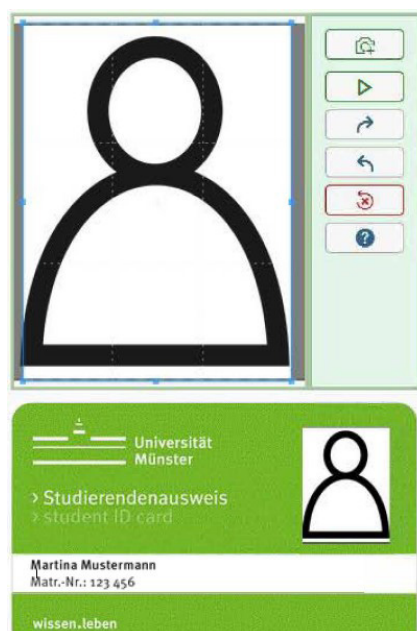 Universität
Münster
› Studierendenausweis
› student ID card
Martina Mustermann
Matr.-Nr.: 123 456
wissen.leben